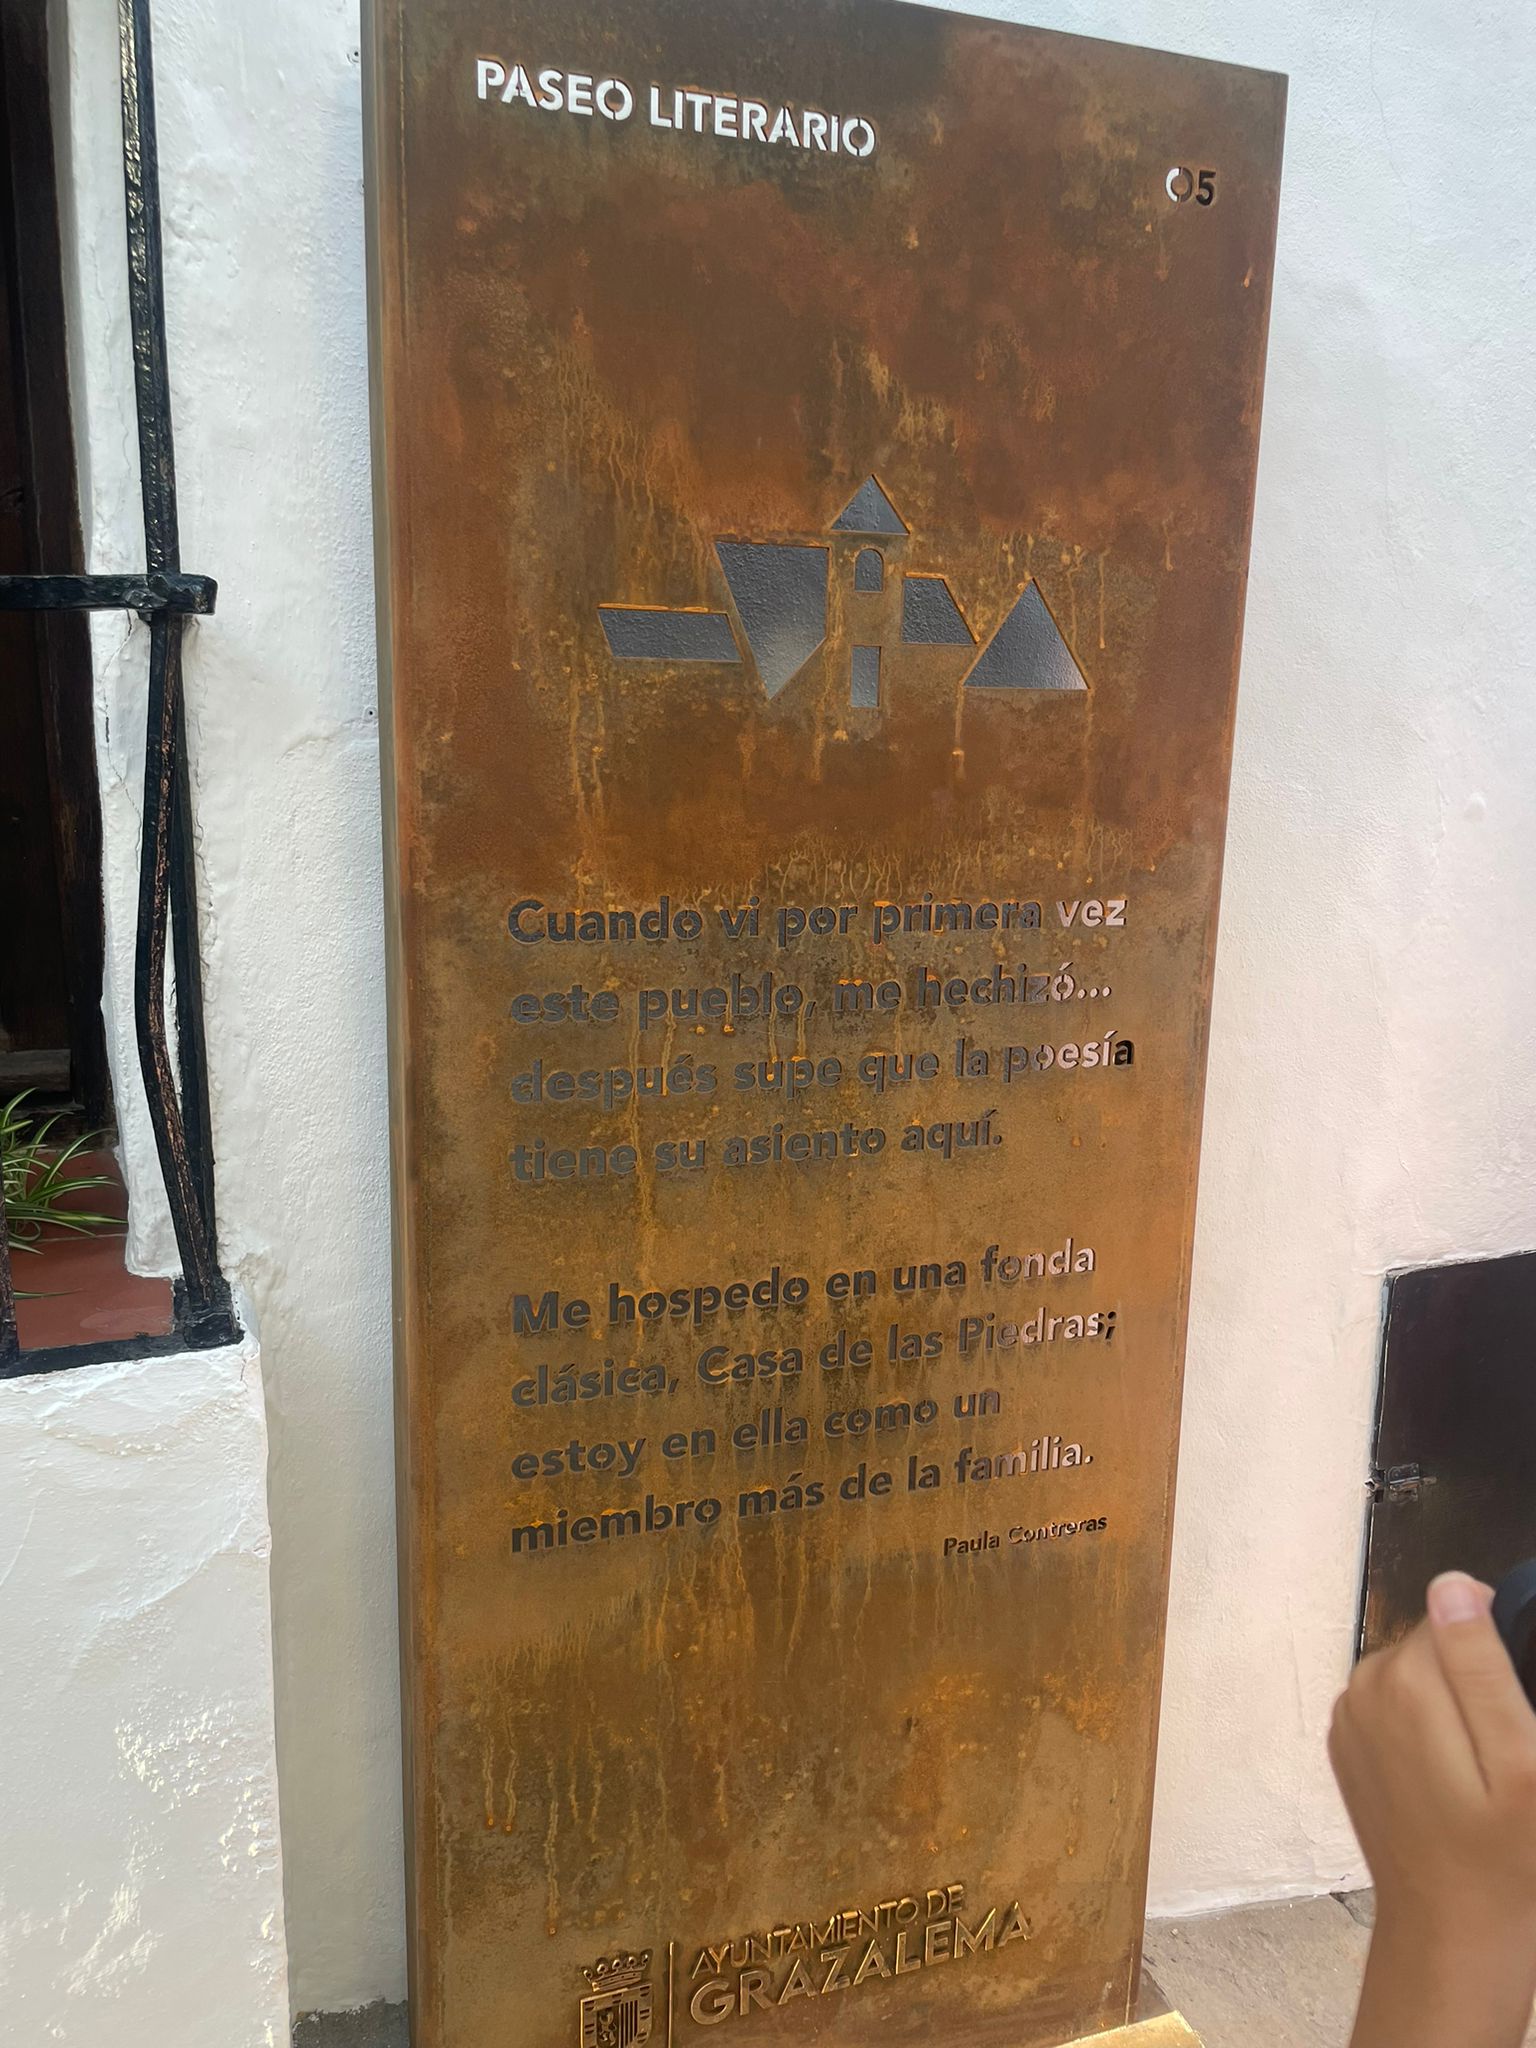 PASEO LITERARIO
05
Cuando vi por primera vez
este pueblo, me hechizó...
después supe que la poesía
tiene su asiento aquí.
Me hospedo en una fonda
clásica, Casa de las Piedras;
estoy en ella como un
miembro más de la familia.
Paula Contreras
AYUNTAMIENTO DE
GRAZALEMA